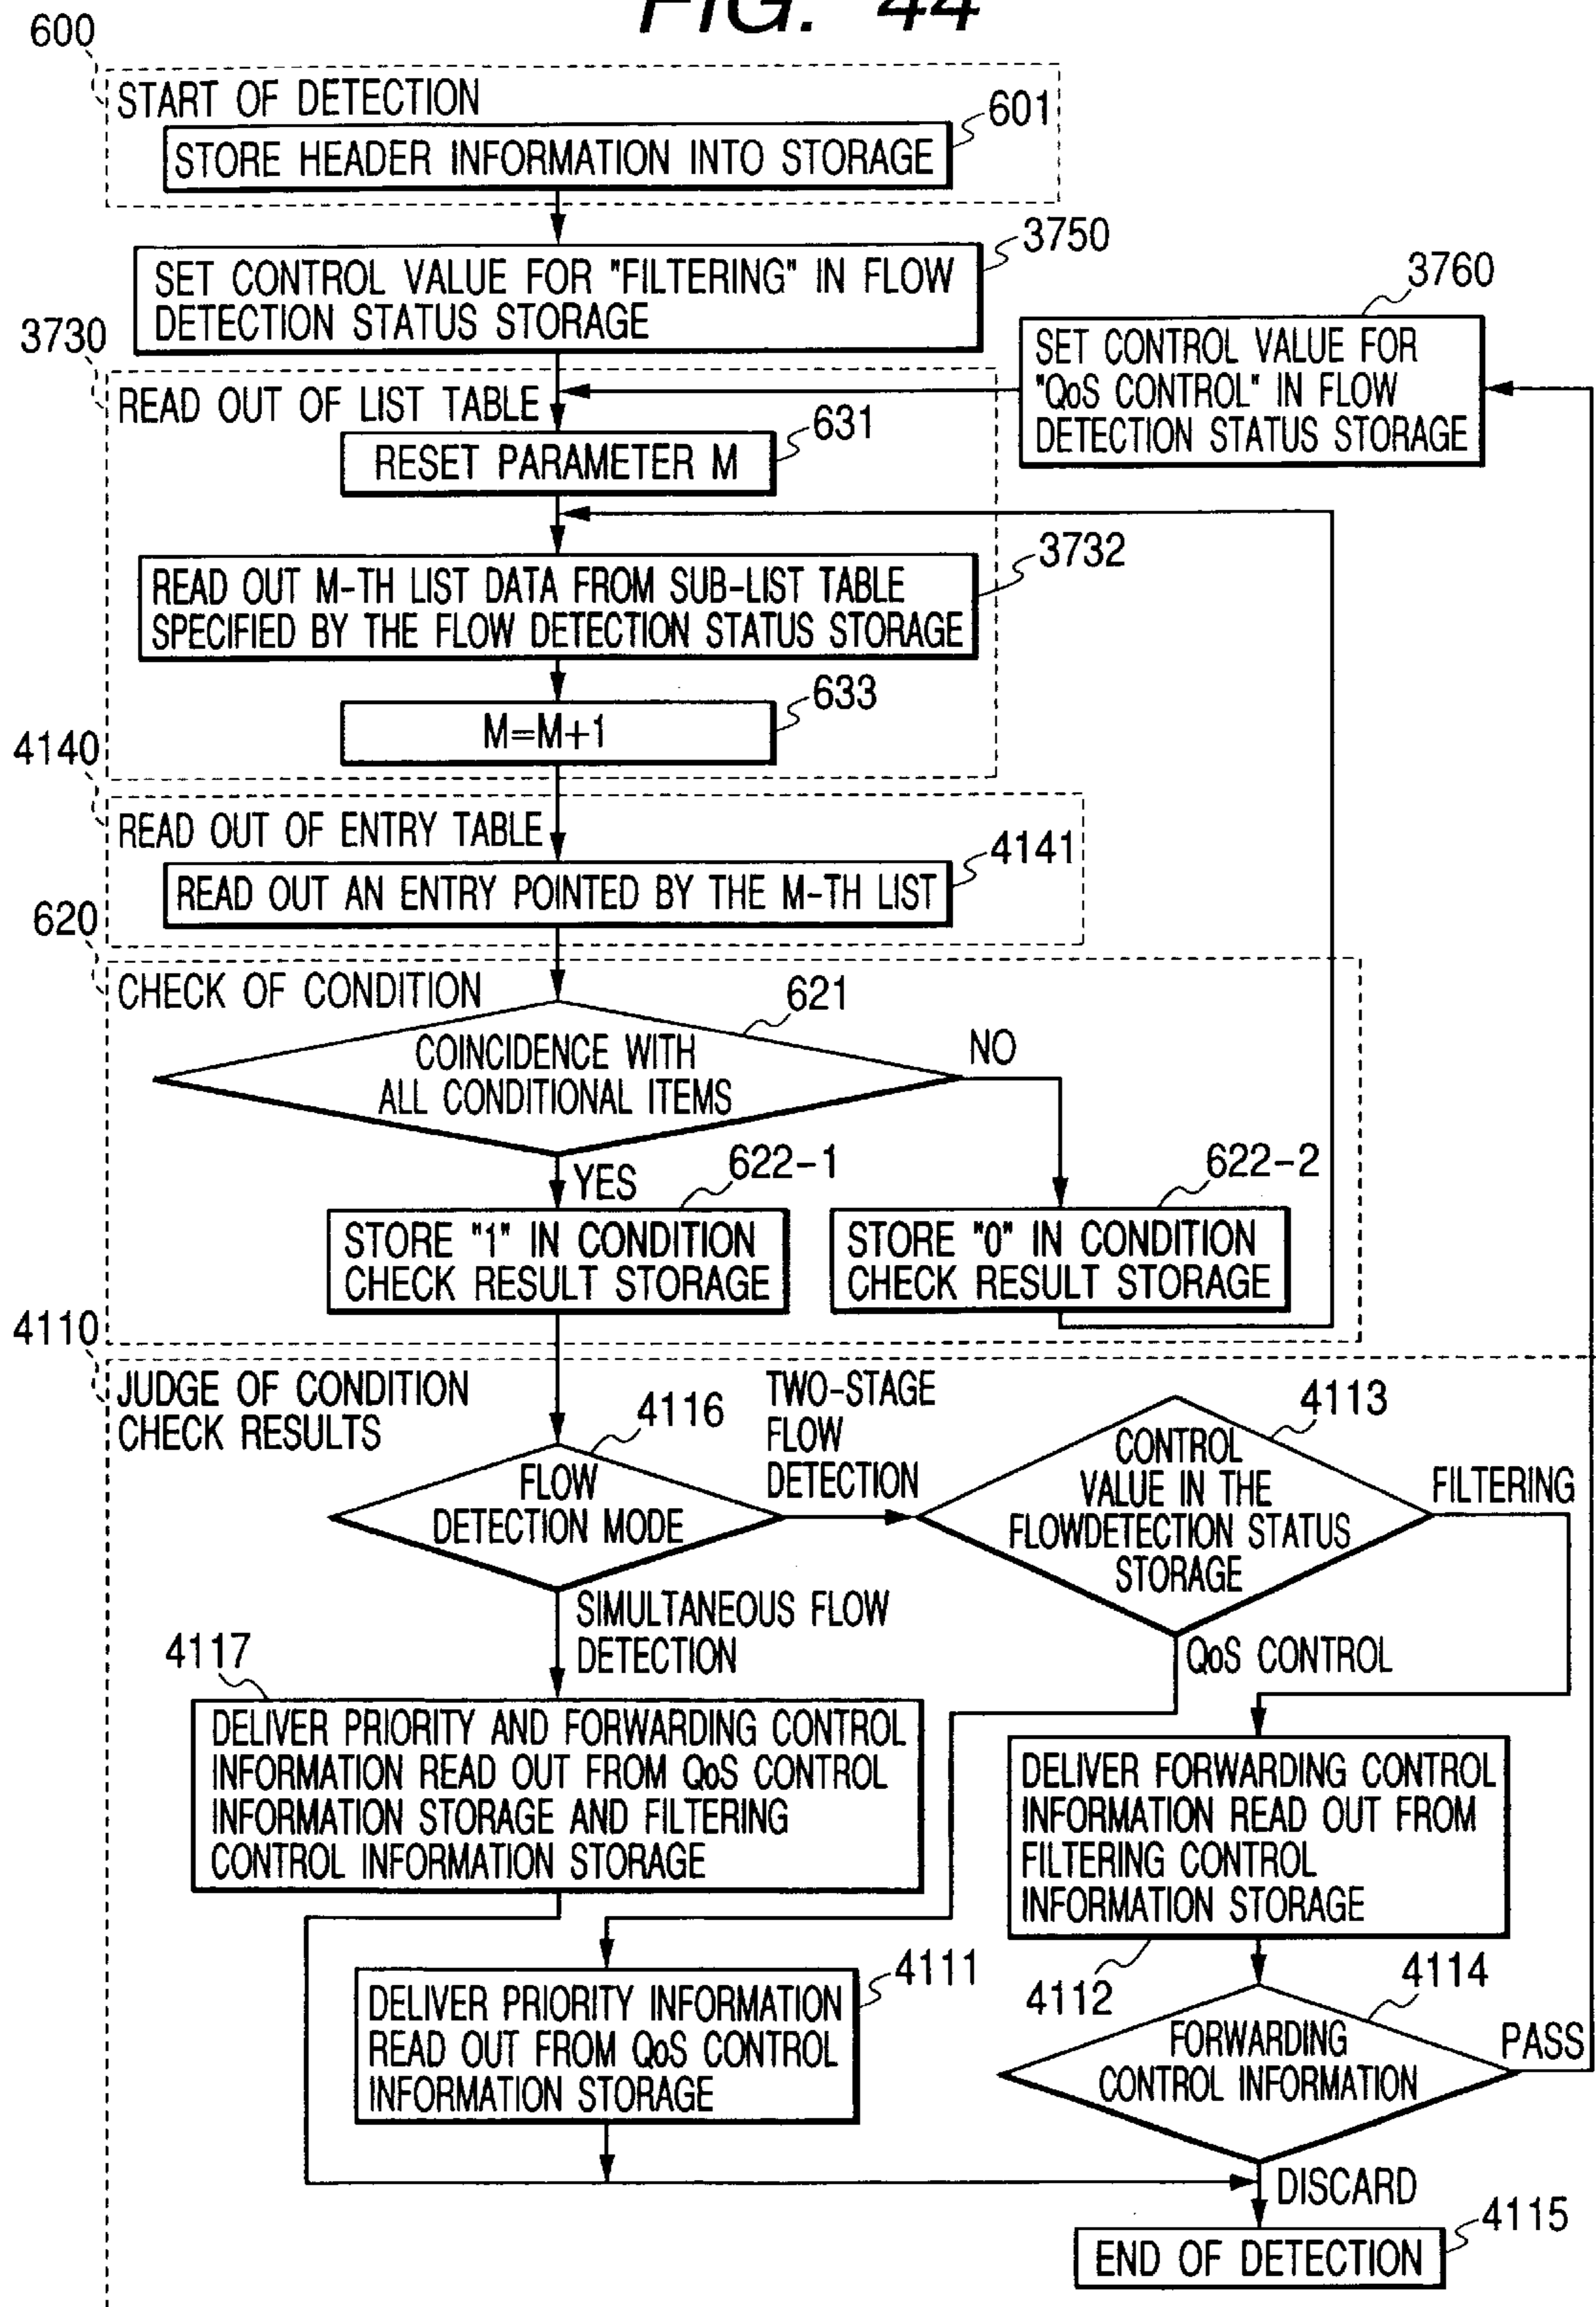 FIG. 44
600
START OF DETECTION
601
STORE HEADER INFORMATION INTO STORAGE
3750
SET CONTROL VALUE FOR "FILTERING" IN FLOW
DETECTION STATUS STORAGE
3760
SET CONTROL VALUE FOR
"QoS CONTROL" IN FLOW
DETECTION STATUS STORAGE
3730
READ OUT OF LIST TABLE
631
RESET PARAMETER M
3732
READ OUT M-TH LIST DATA FROM SUB-LIST TABLE
SPECIFIED BY THE FLOW DETECTION STATUS STORAGE
633
M=M+1
4140
READ OUT OF ENTRY TABLE
4141
READ OUT AN ENTRY POINTED BY THE M-TH LIST
620
CHECK OF CONDITION
621
COINCIDENCE WITH
ALL CONDITIONAL ITEMS
NO
YES
622-1
622-2
STORE "1" IN CONDITION
CHECK RESULT STORAGE
STORE "0" IN CONDITION
CHECK RESULT STORAGE
4110
JUDGE OF CONDITION
CHECK RESULTS
4116
FLOW
DETECTION MODE
TWO-STAGE
FLOW
DETECTION
4113
CONTROL
VALUE IN THE
FLOWDETECTION STATUS
STORAGE
FILTERING
SIMULTANEOUS FLOW
DETECTION
QoS CONTROL
4117
DELIVER PRIORITY AND FORWARDING CONTROL
INFORMATION READ OUT FROM QoS CONTROL
INFORMATION STORAGE AND FILTERING
CONTROL INFORMATION STORAGE
DELIVER FORWARDING CONTROL
INFORMATION READ OUT FROM
FILTERING CONTROL
INFORMATION STORAGE
4111
DELIVER PRIORITY INFORMATION
READ OUT FROM QoS CONTROL
INFORMATION STORAGE
4112
4114
FORWARDING
CONTROL INFORMATION
PASS
DISCARD
4115
END OF DETECTION